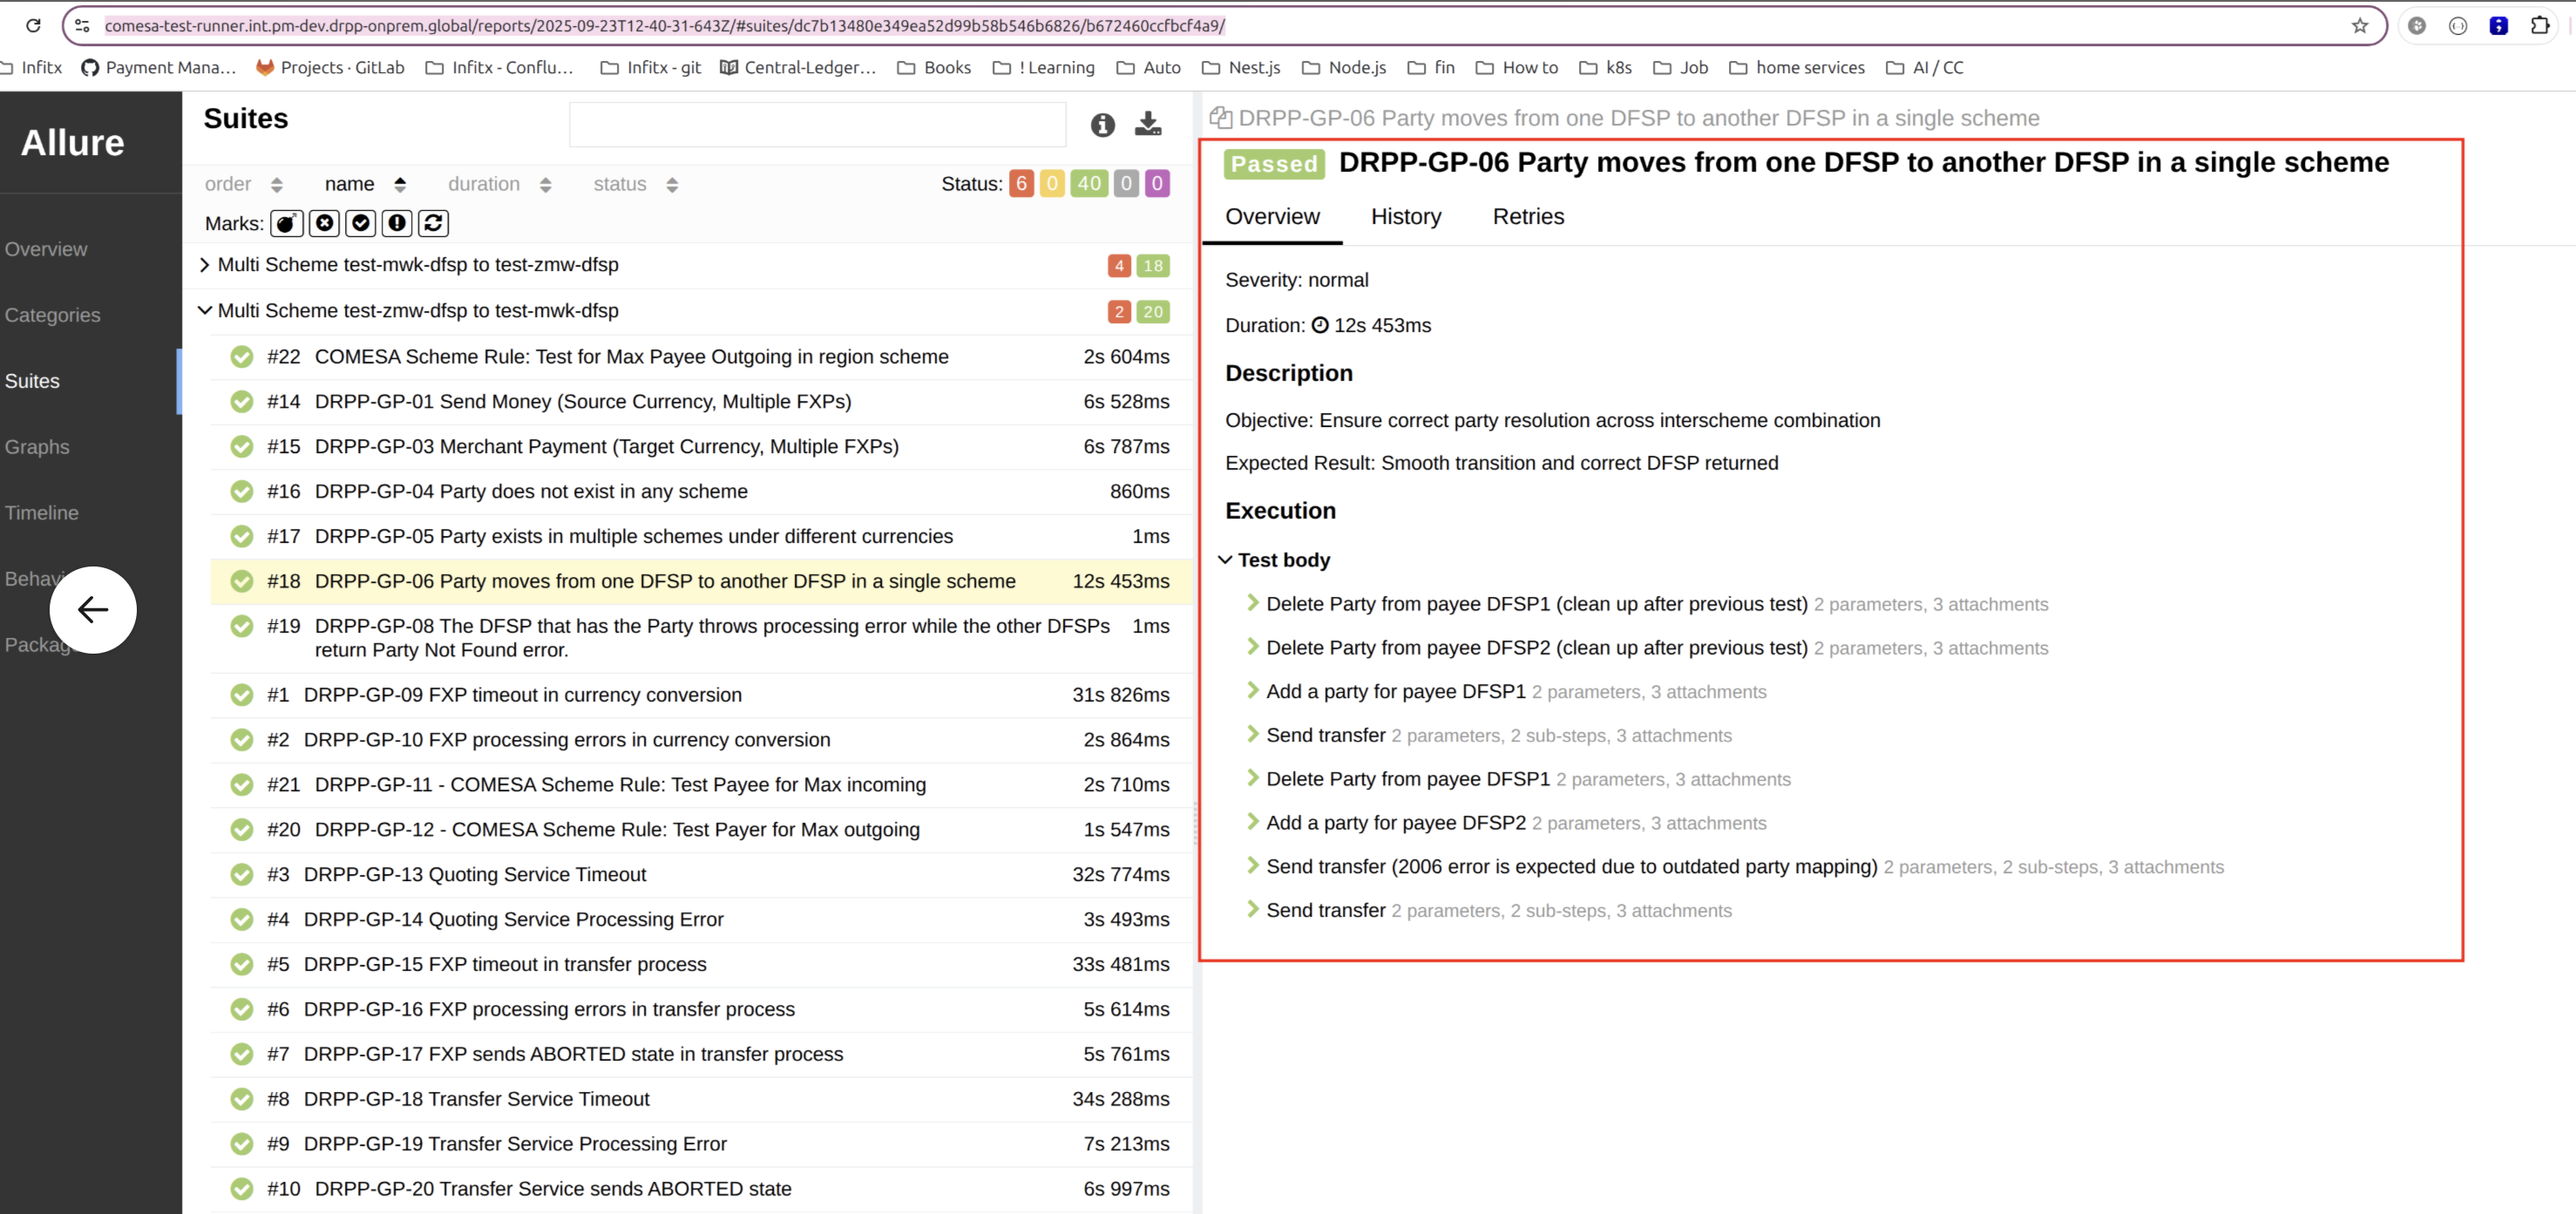 comesa-test-runner.int.pm-dev.drpp-onprem.global/reports/2025-09-23T12-40-31-643Z/#suites/dc7b13480e349ea52d99b58b546b6826/b672460ccfbcf4a9/
Infitx Payment Mana... Projects · GitLab Infitx - Conflu... Infitx - git Central-Ledger... Books ! Learning Auto Nest.js Node.js fin How to k8s Job home services AI / CC
Allure
Overview
Categories
Suites
Graphs
Timeline
Behavi
Packag
Suites
order name duration status Status: 6 0 40 0 0
Marks:
Multi Scheme test-mwk-dfsp to test-zmw-dfsp 4 18
Multi Scheme test-zmw-dfsp to test-mwk-dfsp 2 20
#22 COMESA Scheme Rule: Test for Max Payee Outgoing in region scheme 2s 604ms
#14 DRPP-GP-01 Send Money (Source Currency, Multiple FXPs) 6s 528ms
#15 DRPP-GP-03 Merchant Payment (Target Currency, Multiple FXPs) 6s 787ms
#16 DRPP-GP-04 Party does not exist in any scheme 860ms
#17 DRPP-GP-05 Party exists in multiple schemes under different currencies 1ms
#18 DRPP-GP-06 Party moves from one DFSP to another DFSP in a single scheme 12s 453ms
#19 DRPP-GP-08 The DFSP that has the Party throws processing error while the other DFSPs 1ms
return Party Not Found error.
#1 DRPP-GP-09 FXP timeout in currency conversion 31s 826ms
#2 DRPP-GP-10 FXP processing errors in currency conversion 2s 864ms
#21 DRPP-GP-11 - COMESA Scheme Rule: Test Payee for Max incoming 2s 710ms
#20 DRPP-GP-12 - COMESA Scheme Rule: Test Payer for Max outgoing 1s 547ms
#3 DRPP-GP-13 Quoting Service Timeout 32s 774ms
#4 DRPP-GP-14 Quoting Service Processing Error 3s 493ms
#5 DRPP-GP-15 FXP timeout in transfer process 33s 481ms
#6 DRPP-GP-16 FXP processing errors in transfer process 5s 614ms
#7 DRPP-GP-17 FXP sends ABORTED state in transfer process 5s 761ms
#8 DRPP-GP-18 Transfer Service Timeout 34s 288ms
#9 DRPP-GP-19 Transfer Service Processing Error 7s 213ms
#10 DRPP-GP-20 Transfer Service sends ABORTED state 6s 997ms
DRPP-GP-06 Party moves from one DFSP to another DFSP in a single scheme
Passed DRPP-GP-06 Party moves from one DFSP to another DFSP in a single scheme
Overview History Retries
Severity: normal
Duration: 12s 453ms
Description
Objective: Ensure correct party resolution across interscheme combination
Expected Result: Smooth transition and correct DFSP returned
Execution
Test body
Delete Party from payee DFSP1 (clean up after previous test) 2 parameters, 3 attachments
Delete Party from payee DFSP2 (clean up after previous test) 2 parameters, 3 attachments
Add a party for payee DFSP1 2 parameters, 3 attachments
Send transfer 2 parameters, 2 sub-steps, 3 attachments
Delete Party from payee DFSP1 2 parameters, 3 attachments
Add a party for payee DFSP2 2 parameters, 3 attachments
Send transfer (2006 error is expected due to outdated party mapping) 2 parameters, 2 sub-steps, 3 attachments
Send transfer 2 parameters, 2 sub-steps, 3 attachments